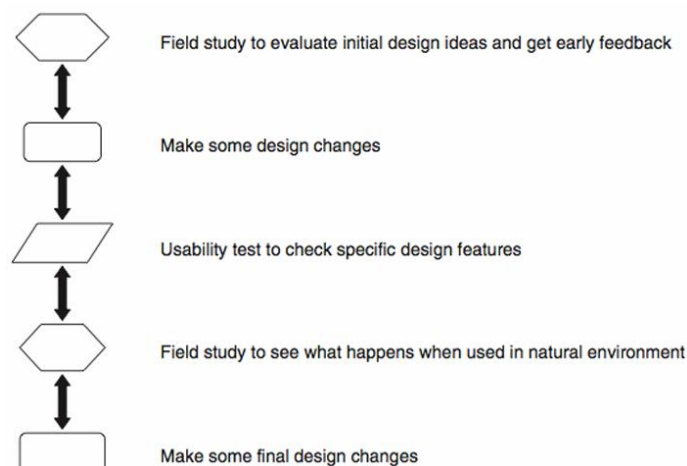 Field study to evaluate initial design ideas and get early feedback
Make some design changes
Usability test to check specific design features
Field study to see what happens when used in natural environment
Make some final design changes